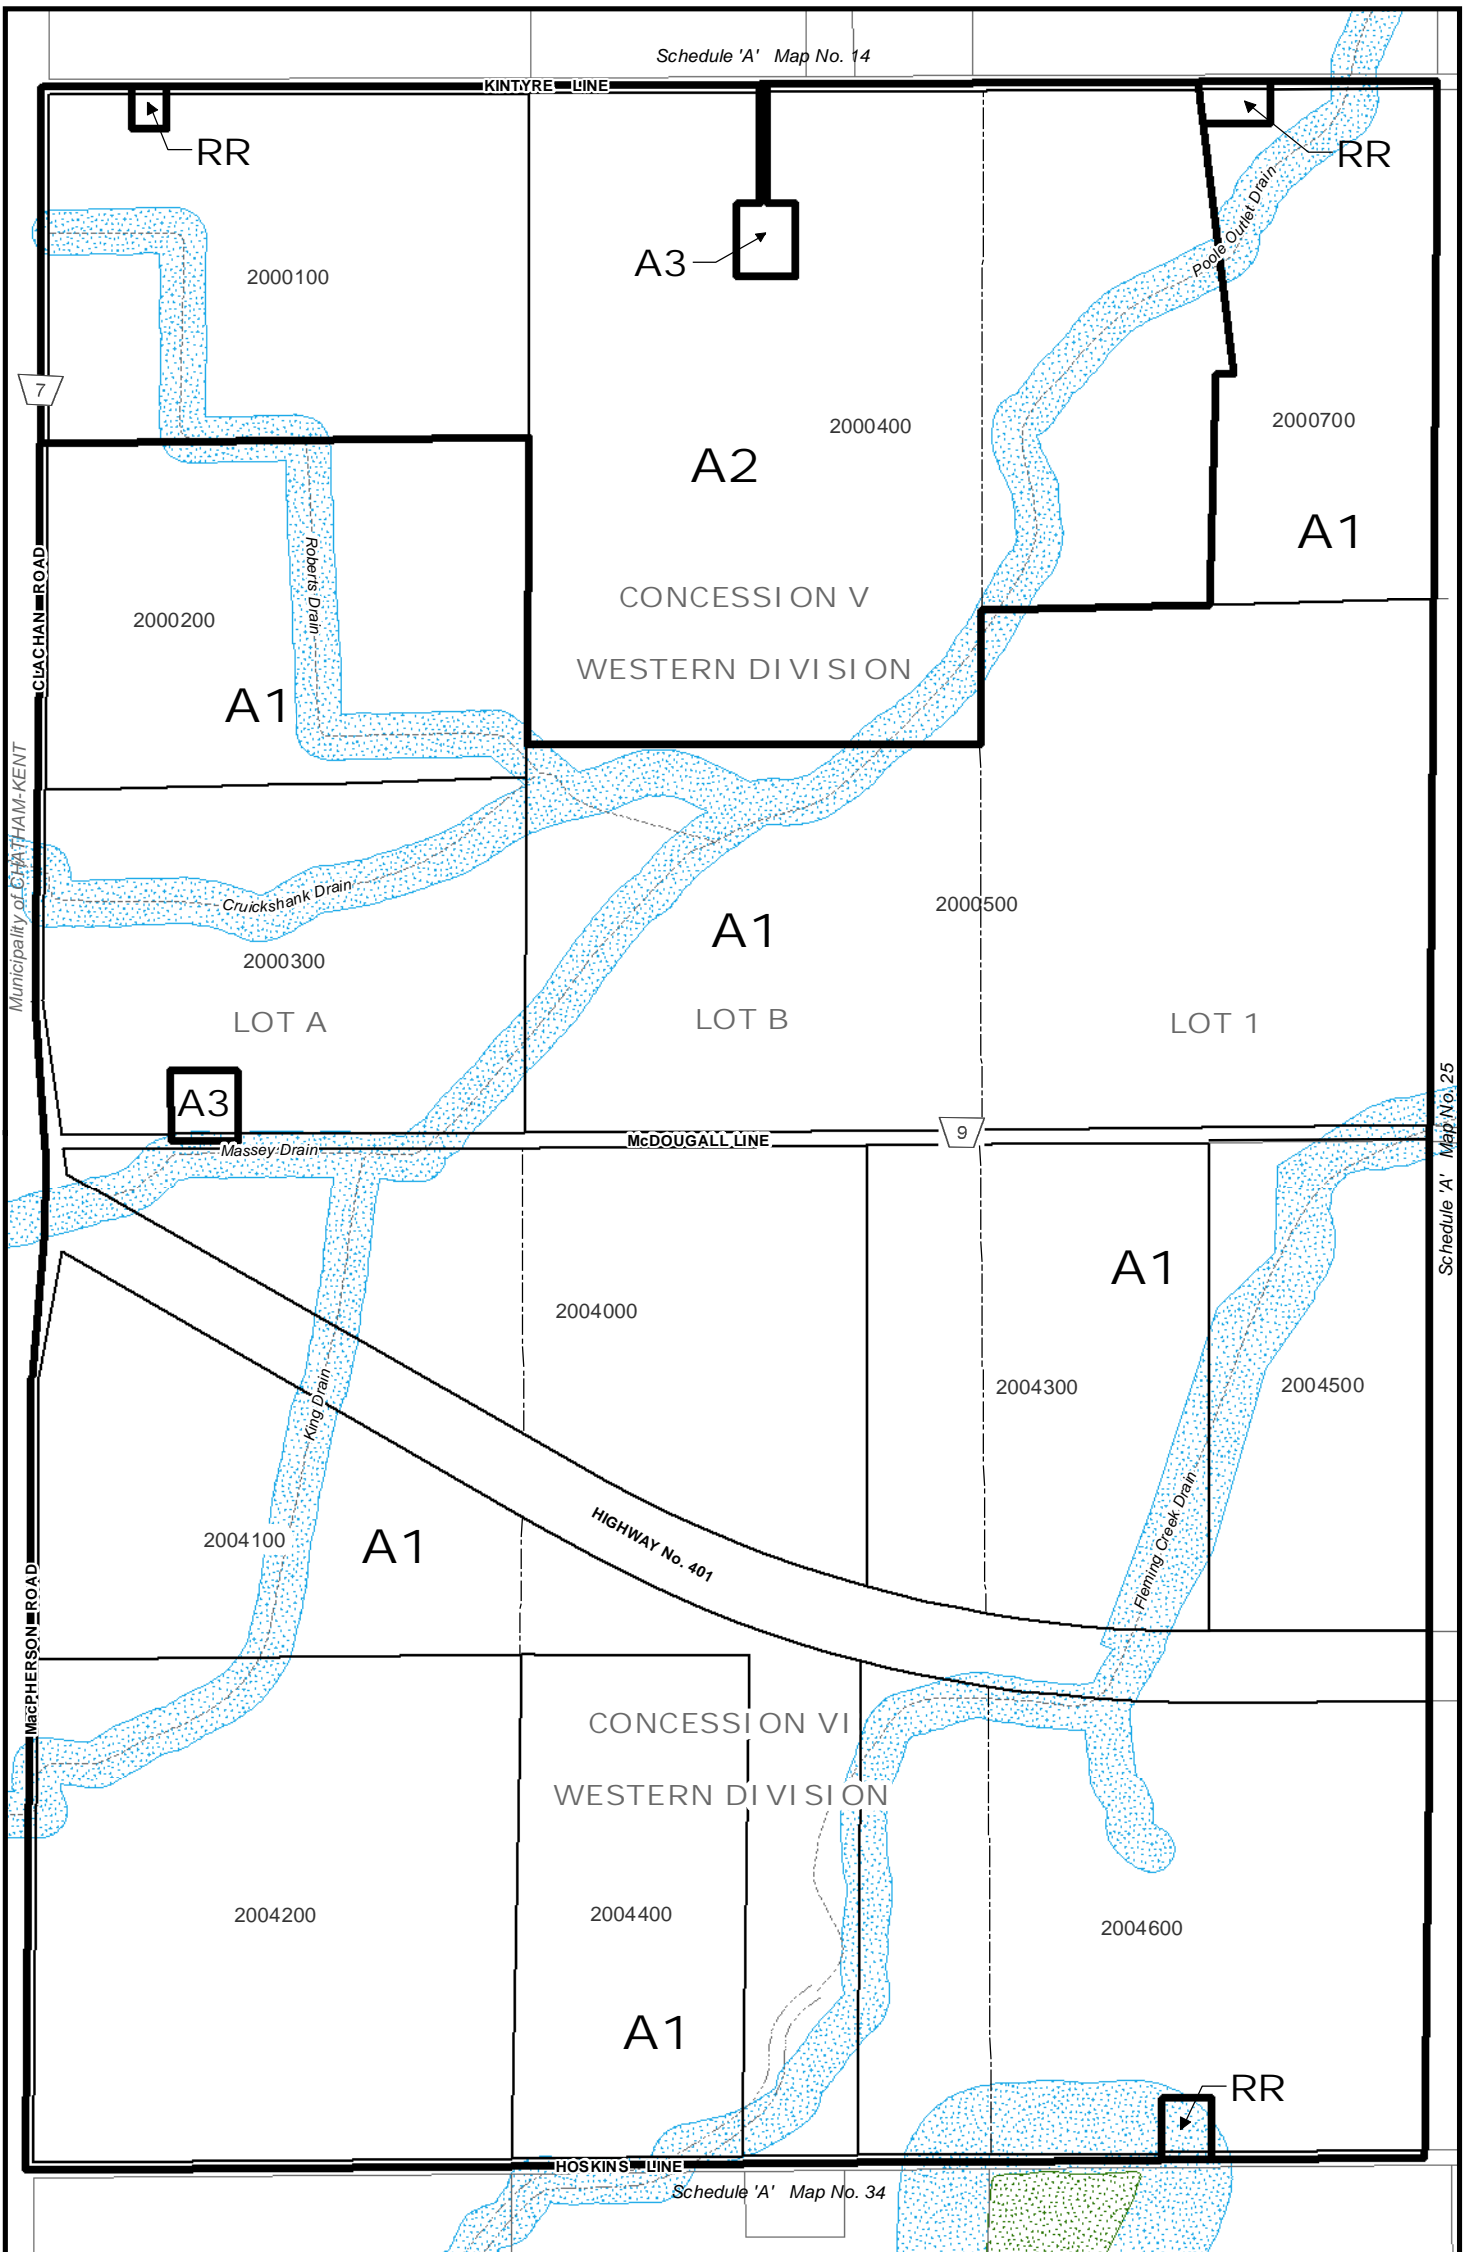 Schedule 'A' Map No. 14
KINTYRE LINE
RR
RR
A3
Poole Outlet Drain
2000100
7
2000400
2000700
A2
A1
CLACHAN ROAD
Roberts Drain
CONCESSION V
2000200
WESTERN DIVISION
A1
Municipality of CHATHAM-KENT
Cruickshank Drain
A1
2000500
2000300
LOT A
LOT B
LOT 1
A3
Schedule 'A' Map No. 25
McDOUGALL LINE
9
Massey Drain
A1
2004000
King Drain
2004300
2004500
Fleming Creek Drain
2004100
A1
HIGHWAY No. 401
MacPHERSON ROAD
CONCESSION VI
WESTERN DIVISION
2004200
2004400
2004600
A1
RR
HOSKINS LINE
Schedule 'A' Map No. 34